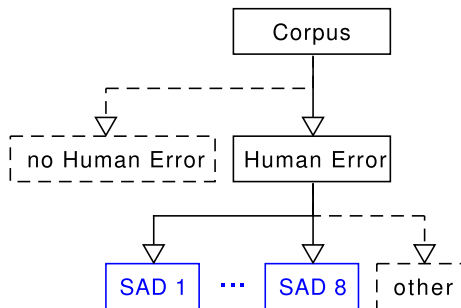 Corpus
no Human Error
Human Error
SAD 1 ... SAD 8
other